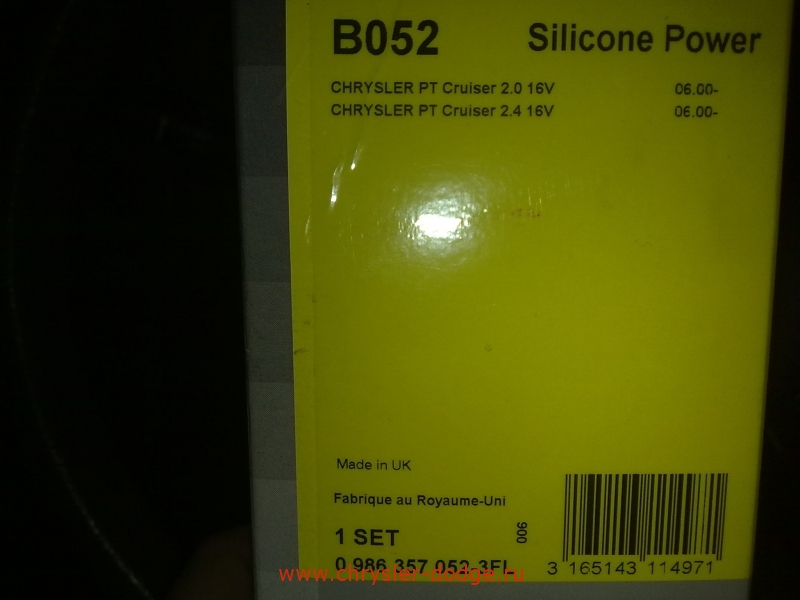 B052 Silicone Power
CHRYSLER PT Cruiser 2.0 16V 06.00-
CHRYSLER PT Cruiser 2.4 16V 06.00-
Made in UK
Fabrique au Royaume-Uni
1 SET
006
0 986 357 052-3FL
3 165143 114971
www.chrysler-dodge.ru